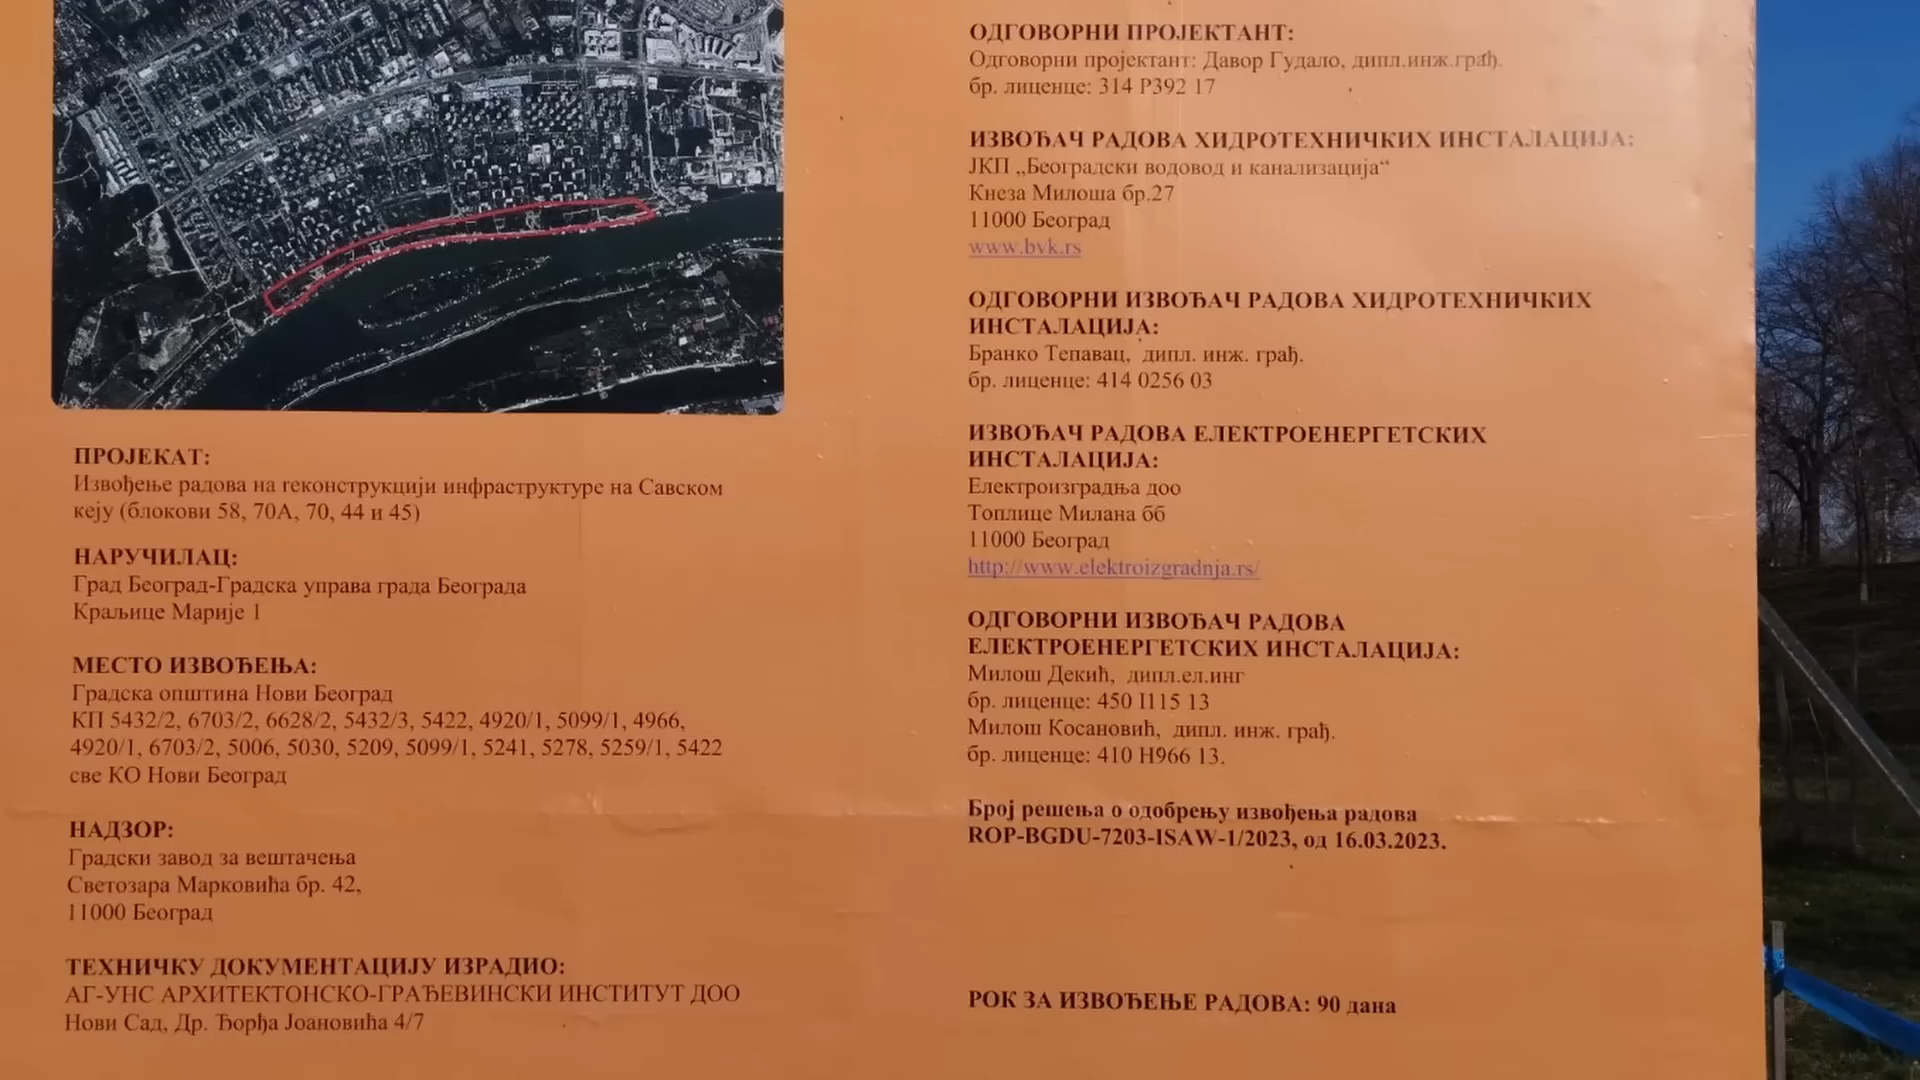 ПРОЈЕКАТ:
Извођење радова на реконструкцији инфраструктуре на Савском
кеју (блокови 58, 70А, 70, 44 и 45)
НАРУЧИЛАЦ:
Град Београд-Градска управа града Београда
Краљице Марије 1
МЕСТО ИЗВОЂЕЊА:
Градска општина Нови Београд
КП 5432/2, 6703/2, 6628/2, 5432/3, 5422, 4920/1, 5099/1, 4966,
4920/1, 6703/2, 5006, 5030, 5209, 5099/1, 5241, 5278, 5259/1, 5422
све КО Нови Београд
НАДЗОР:
Градски завод за вештачења
Светозара Марковића бр. 42,
11000 Београд
ТЕХНИЧКУ ДОКУМЕНТАЦИЈУ ИЗРАДИО:
АГ-УНС АРХИТЕКТОНСКО-ГРАЂЕВИНСКИ ИНСТИТУТ ДОО
Нови Сад, Др. Ђорђа Јоановића 4/7
ОДГОВОРНИ ПРОЈЕКТАНТ:
Одговорни пројектант: Давор Гудало, дипл.инж.грађ.
бр. лиценце: 314 Р392 17
ИЗВОЂАЧ РАДОВА ХИДРОТЕХНИЧКИХ ИНСТАЛАЦИЈА:
ЈКП „Београдски водовод и канализација“
Кнеза Милоша бр.27
11000 Београд
www.bvk.rs
ОДГОВОРНИ ИЗВОЂАЧ РАДОВА ХИДРОТЕХНИЧКИХ
ИНСТАЛАЦИЈА:
Бранко Тепавац, дипл. инж. грађ.
бр. лиценце: 414 0256 03
ИЗВОЂАЧ РАДОВА ЕЛЕКТРОЕНЕРГЕТСКИХ
ИНСТАЛАЦИЈА:
Електроизградња доо
Топлице Милана бб
11000 Београд
http://www.elektroizgradnja.rs/
ОДГОВОРНИ ИЗВОЂАЧ РАДОВА
ЕЛЕКТРОЕНЕРГЕТСКИХ ИНСТАЛАЦИЈА:
Милош Декић, дипл.ел.инг
бр. лиценце: 450 I115 13
Милош Косановић, дипл. инж. грађ.
бр. лиценце: 410 Н966 13.
Број решења о одобрењу извођења радова
ROP-BGDU-7203-ISAW-1/2023, од 16.03.2023.
РОК ЗА ИЗВОЂЕЊЕ РАДОВА: 90 дана